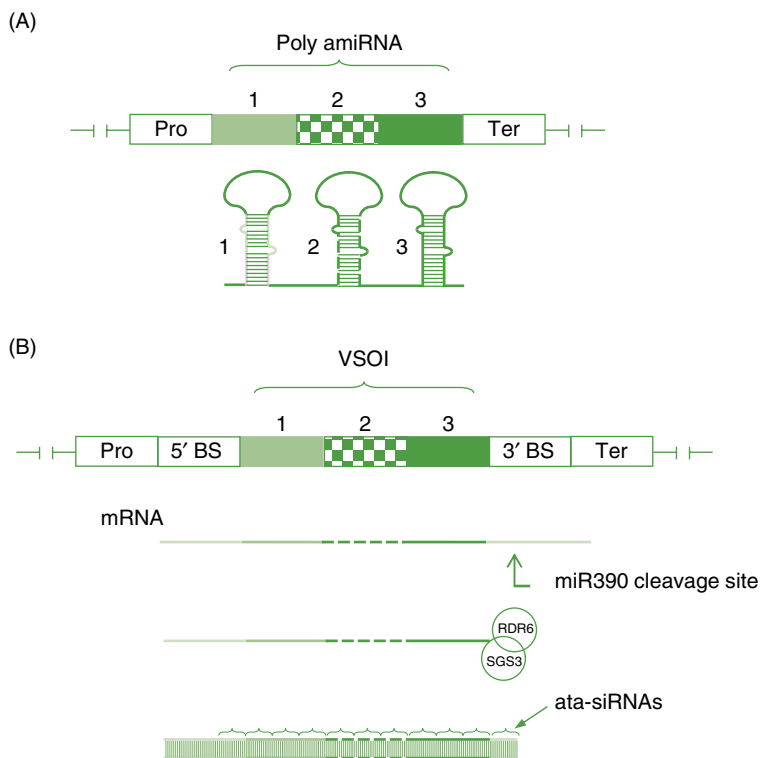 (A)
Poly amiRNA
1 2 3
Pro Ter
1 2 3
(B)
VSOI
1 2 3
Pro 5′ BS 3′ BS Ter
mRNA
miR390 cleavage site
RDR6
SGS3
ata-siRNAs